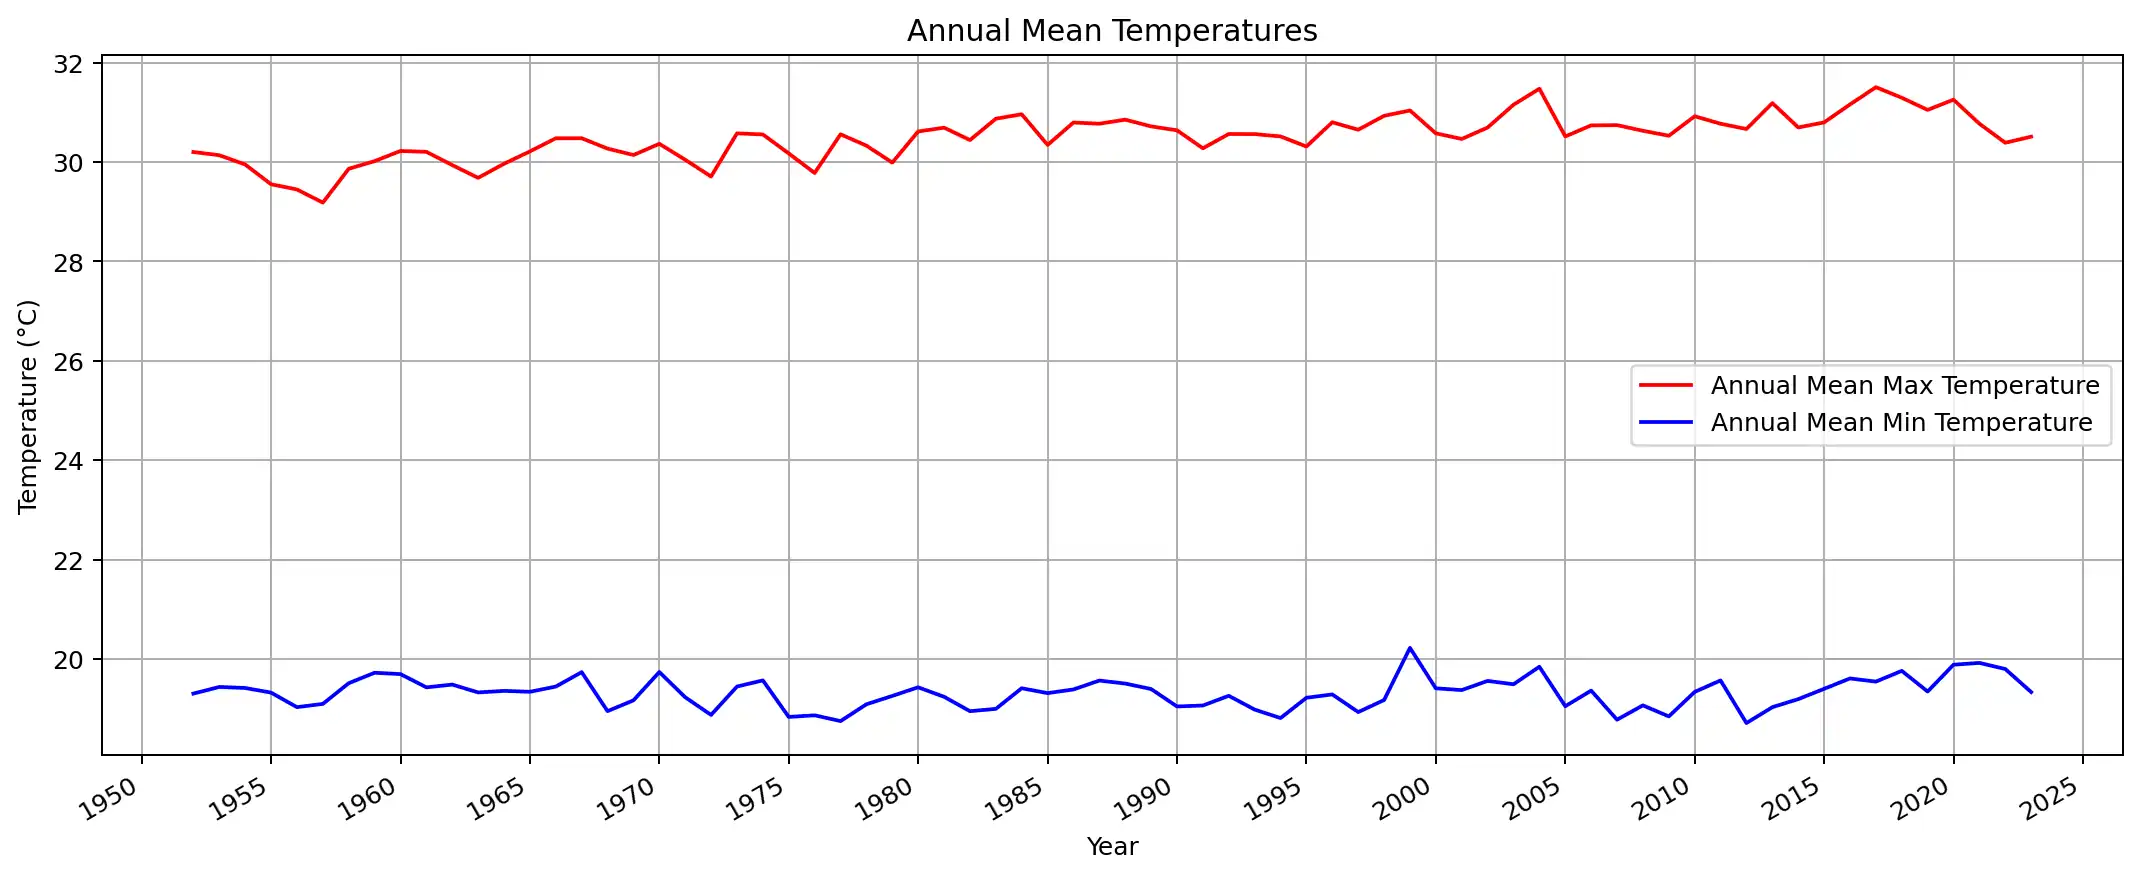 Annual Mean Temperatures
32
30
28
26
24
22
20
Temperature (°C)
Annual Mean Max Temperature
Annual Mean Min Temperature
1950 1955 1960 1965 1970 1975 1980 1985 1990 1995 2000 2005 2010 2015 2020 2025
Year